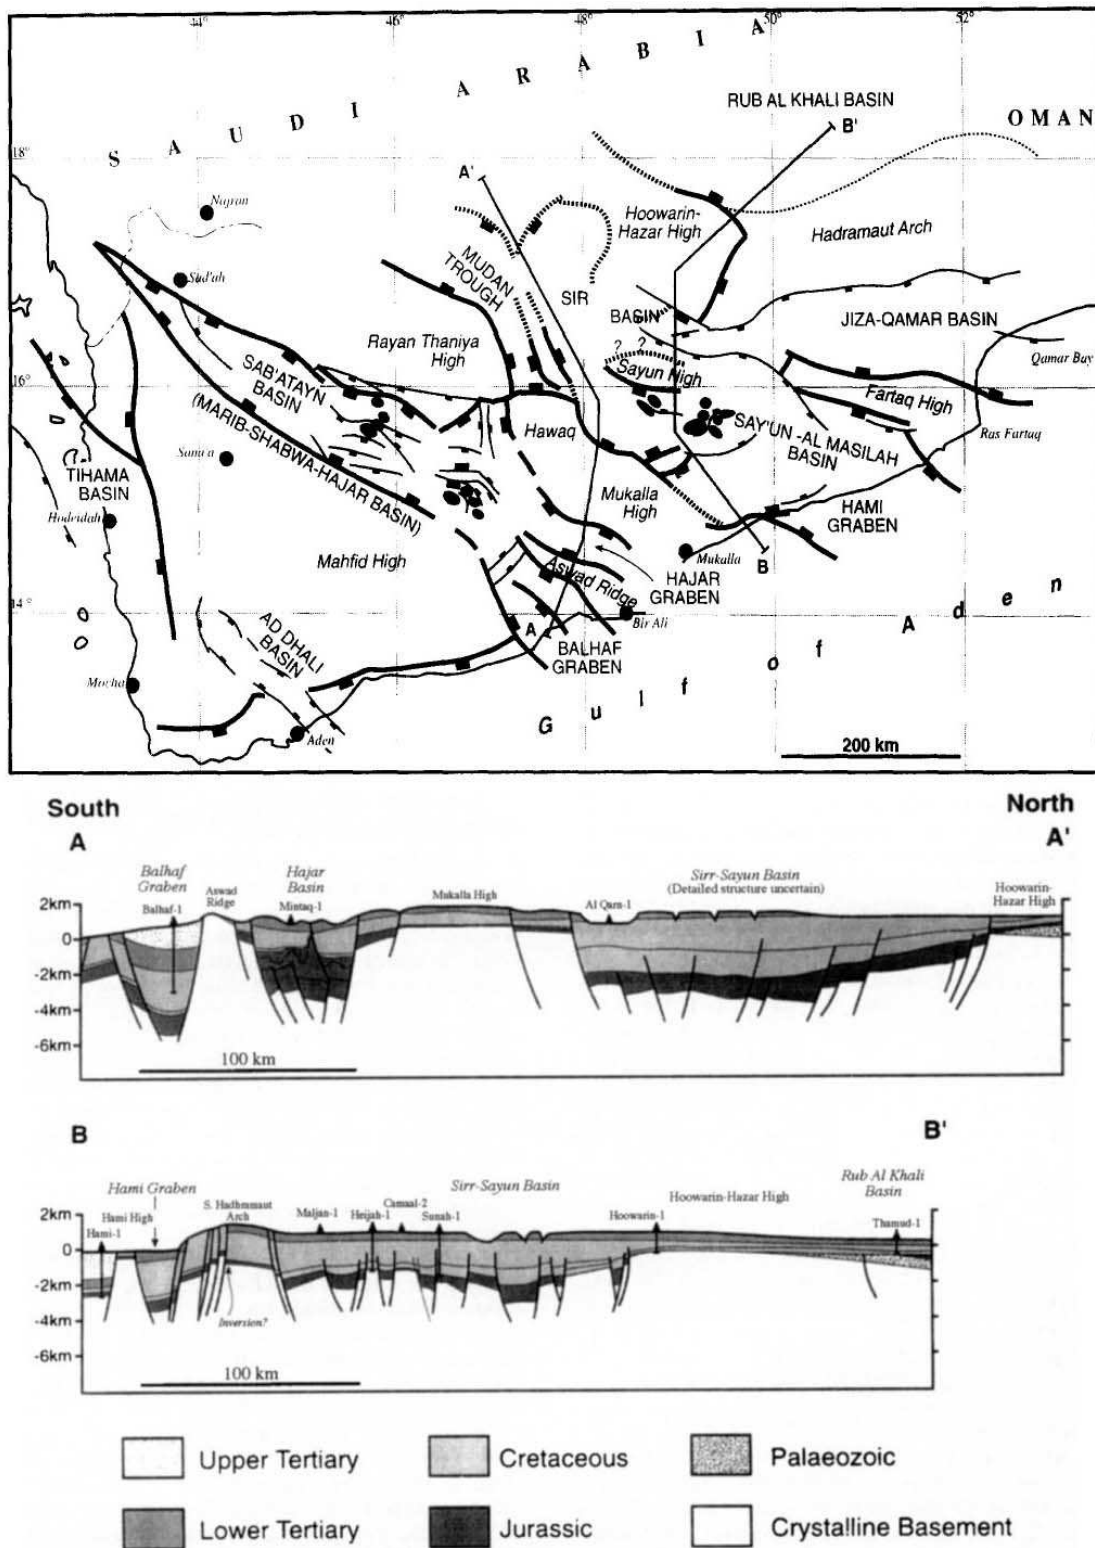 44°
46°
48°
50°
52°
SAUDI ARABIA
RUB AL KHALI BASIN
B'
OMAN
18°
A'
Najran
Hoowarin-
Hazar High
Hadramaut Arch
Sad'ah
MUDAN
TROUGH
SIR
BASIN
JIZA-QAMAR BASIN
Rayan Thaniya
High
? ?
Qamar Bay
16°
SAB'ATAYN
BASIN
Sayun High
Fartaq High
(MARIB-SHABWA-HAJAR BASIN)
Hawaq
SAY'UN -AL MASILAH
BASIN
Ras Fartaq
Sana'a
TIHAMA
BASIN
Hodeidah
Mukalla
High
HAMI
GRABEN
Mahfid High
Mukalla
B
Aswad Ridge
HAJAR
GRABEN
14°
A
Bir Ali
AD DHALI
BASIN
BALHAF
GRABEN
Gulf of Aden
Mocha
Aden
200 km
South
North
A
A'
Balhaf
Graben
Balhaf-1
Aswad
Ridge
Hajar
Basin
Mintaq-1
Mukalla High
Al Qara-1
Sirr-Sayun Basin
(Detailed structure uncertain)
Hoowarin-
Hazar High
2km
0
-2km
-4km
-6km
100 km
B
B'
Hami Graben
Hami High
Hami-1
S. Hadhramaut
Arch
Sirr-Sayun Basin
Maljan-1
Heijah-1
Camaal-2
Sunah-1
Hoowarin-1
Hoowarin-Hazar High
Rub Al Khali
Basin
Thamud-1
2km
0
-2km
-4km
-6km
Inversion?
100 km
Upper Tertiary
Cretaceous
Palaeozoic
Lower Tertiary
Jurassic
Crystalline Basement